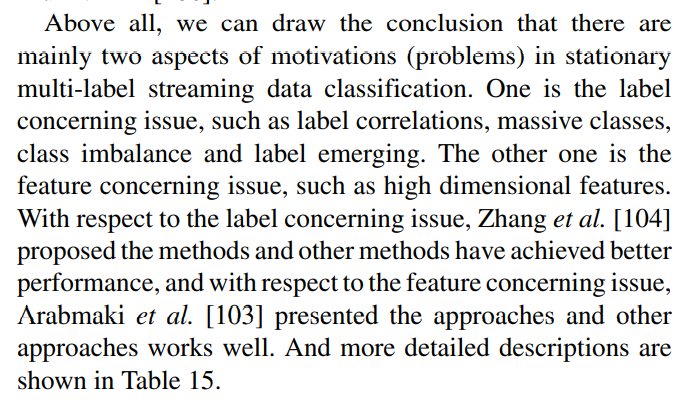 Above all, we can draw the conclusion that there are
mainly two aspects of motivations (problems) in stationary
multi-label streaming data classification. One is the label
concerning issue, such as label correlations, massive classes,
class imbalance and label emerging. The other one is the
feature concerning issue, such as high dimensional features.
With respect to the label concerning issue, Zhang et al. [104]
proposed the methods and other methods have achieved better
performance, and with respect to the feature concerning issue,
Arabmaki et al. [103] presented the approaches and other
approaches works well. And more detailed descriptions are
shown in Table 15.